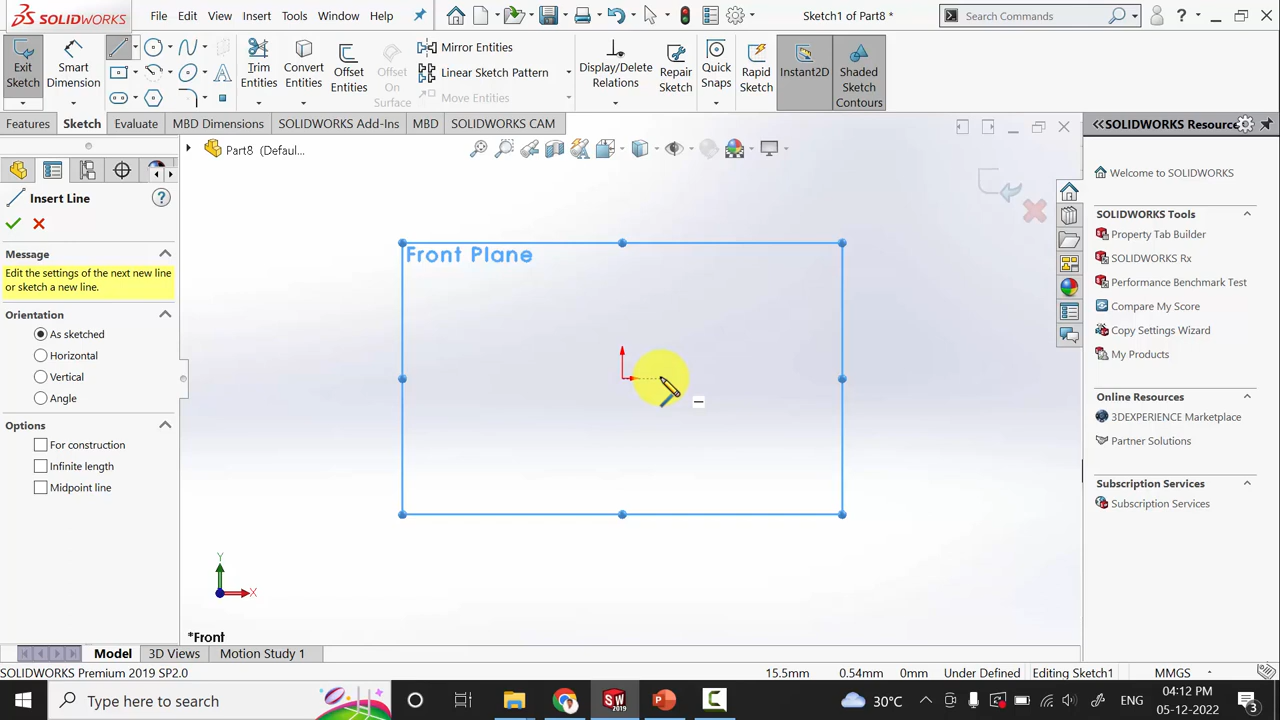 SOLIDWORKS
File Edit View Insert Tools Window Help
Sketch1 of Part8 *
Search Commands
Exit Sketch
Smart Dimension
Trim Entities
Convert Entities
Offset Entities
Offset On Surface
Mirror Entities
Linear Sketch Pattern
Move Entities
Display/Delete Relations
Repair Sketch
Quick Snaps
Rapid Sketch
Instant2D
Shaded Sketch Contours
Features Sketch Evaluate MBD Dimensions SOLIDWORKS Add-Ins MBD SOLIDWORKS CAM
Part8 (Defaul...
Insert Line
Message
Edit the settings of the next new line
or sketch a new line.
Orientation
As sketched
Horizontal
Vertical
Angle
Options
For construction
Infinite length
Midpoint line
Front Plane
Y
X
*Front
SOLIDWORKS Resource
Welcome to SOLIDWORKS
SOLIDWORKS Tools
Property Tab Builder
SOLIDWORKS Rx
Performance Benchmark Test
Compare My Score
Copy Settings Wizard
My Products
Online Resources
3DEXPERIENCE Marketplace
Partner Solutions
Subscription Services
Subscription Services
Model 3D Views Motion Study 1
SOLIDWORKS Premium 2019 SP2.0
15.5mm 0.54mm 0mm Under Defined Editing Sketch1 MMGS
Type here to search
SW
2019
30°C
ENG
04:12 PM
05-12-2022
3